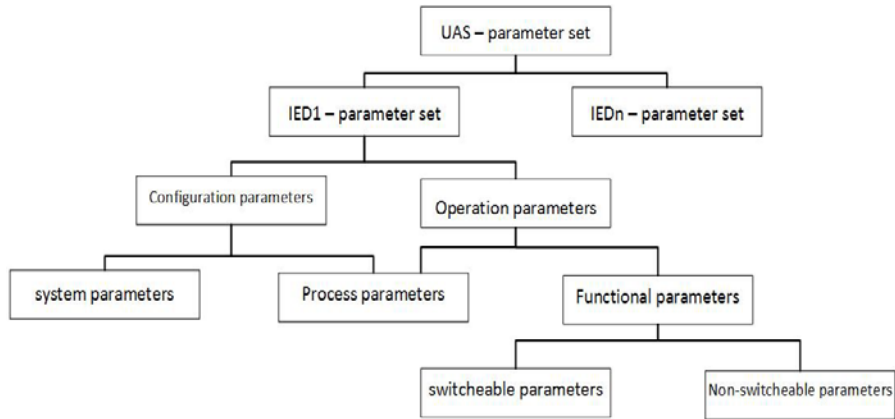 UAS – parameter set
IED1 – parameter set
IEDn – parameter set
Configuration parameters
Operation parameters
system parameters
Process parameters
Functional parameters
switcheable parameters
Non-switcheable parameters